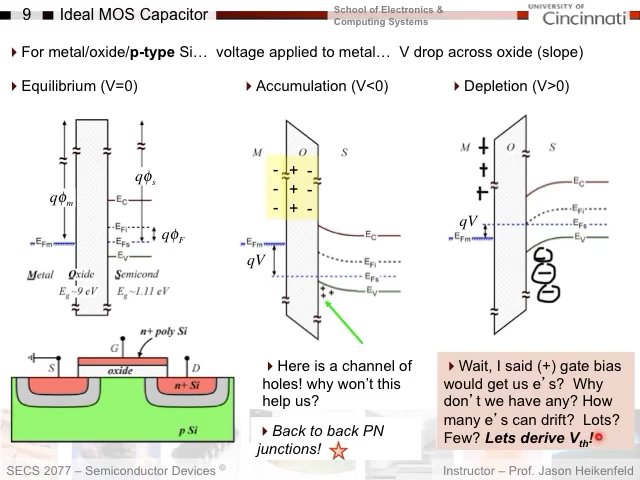 9 Ideal MOS Capacitor
School of Electronics &
Computing Systems
UNIVERSITY OF
Cincinnati
For metal/oxide/p-type Si… voltage applied to metal… V drop across oxide (slope)
Equilibrium (V=0)
Accumulation (V<0)
Depletion (V>0)
qϕm
qϕs
EC
EFi
EFm
EFs
qϕF
EV
Metal Oxide Semicond
Eg~9 eV Eg~1.11 eV
M O S
- + -
- + -
- + -
EC
EFm
qV
EFi
EFs
EV
+ +
+
M + O S
+
+
EC
qV
EFi
EFs
EFm
EV
-
-
-
n+ poly Si
G
S oxide D
n+ Si
p Si
Here is a channel of
holes! why won't this
help us?
Back to back PN
junctions!
Wait, I said (+) gate bias
would get us e's? Why
don't we have any? How
many e's can drift? Lots?
Few? Lets derive Vth!
SECS 2077 – Semiconductor Devices ©
Instructor – Prof. Jason Heikenfeld